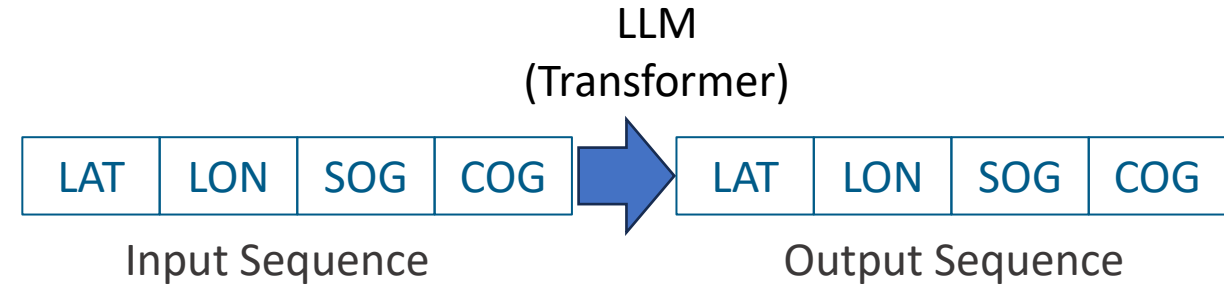 LLM
(Transformer)
LAT LON SOG COG LAT LON SOG COG
Input Sequence Output Sequence